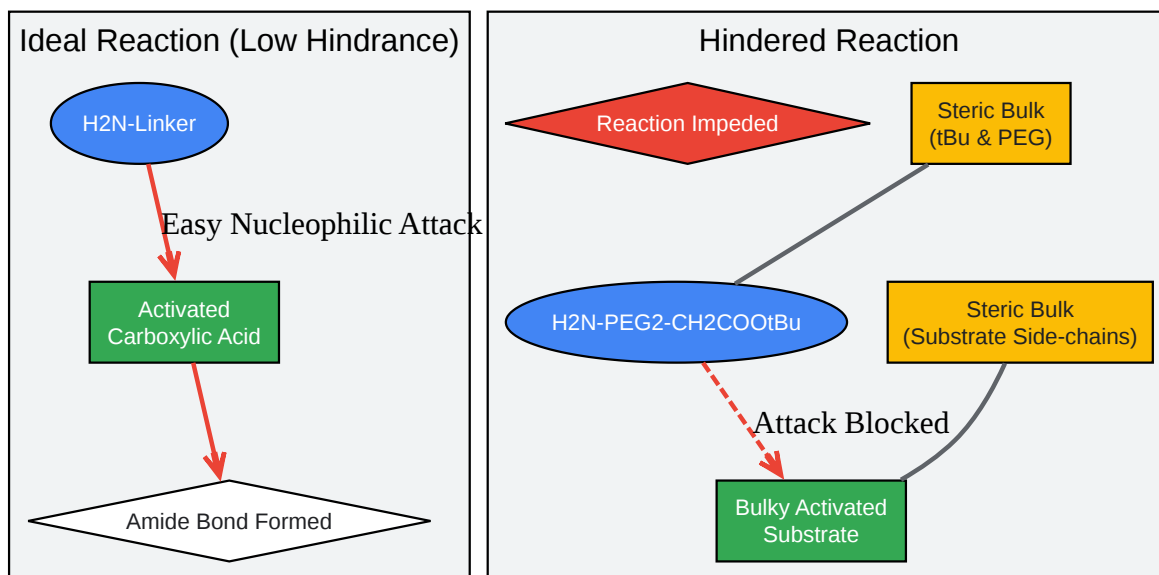 Ideal Reaction (Low Hindrance)
H2N-Linker
Easy Nucleophilic Attack
Activated
Carboxylic Acid
Amide Bond Formed
Hindered Reaction
Reaction Impeded
Steric Bulk
(tBu & PEG)
H2N-PEG2-CH2COOtBu
Steric Bulk
(Substrate Side-chains)
Attack Blocked
Bulky Activated
Substrate